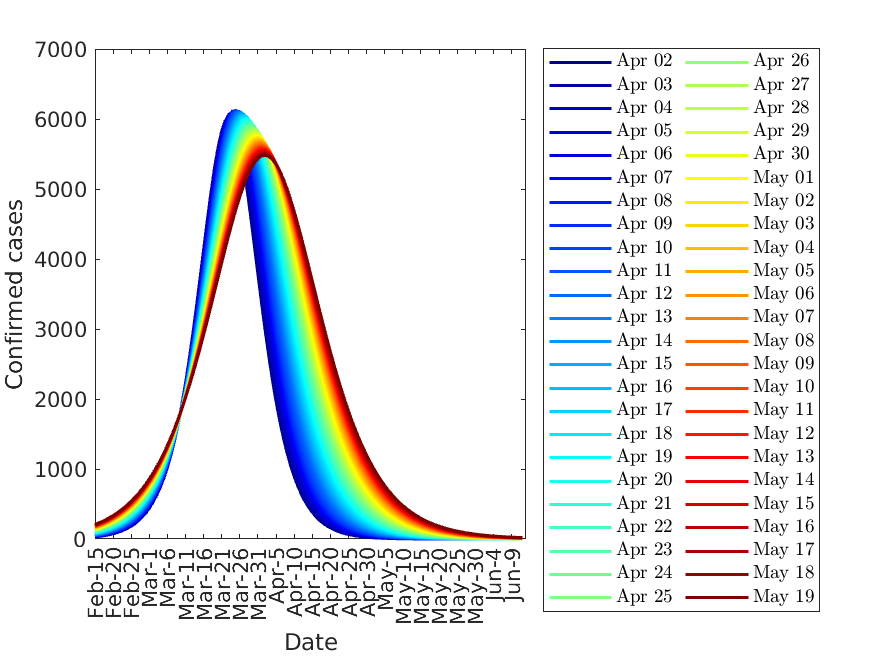 7000
6000
5000
4000
3000
2000
1000
0
Confirmed cases
Feb-15
Feb-20
Feb-25
Mar-1
Mar-6
Mar-11
Mar-16
Mar-21
Mar-26
Mar-31
Apr-5
Apr-10
Apr-15
Apr-20
Apr-25
Apr-30
May-5
May-10
May-15
May-20
May-25
May-30
Jun-4
Jun-9
Date
Apr 02
Apr 03
Apr 04
Apr 05
Apr 06
Apr 07
Apr 08
Apr 09
Apr 10
Apr 11
Apr 12
Apr 13
Apr 14
Apr 15
Apr 16
Apr 17
Apr 18
Apr 19
Apr 20
Apr 21
Apr 22
Apr 23
Apr 24
Apr 25
Apr 26
Apr 27
Apr 28
Apr 29
Apr 30
May 01
May 02
May 03
May 04
May 05
May 06
May 07
May 08
May 09
May 10
May 11
May 12
May 13
May 14
May 15
May 16
May 17
May 18
May 19